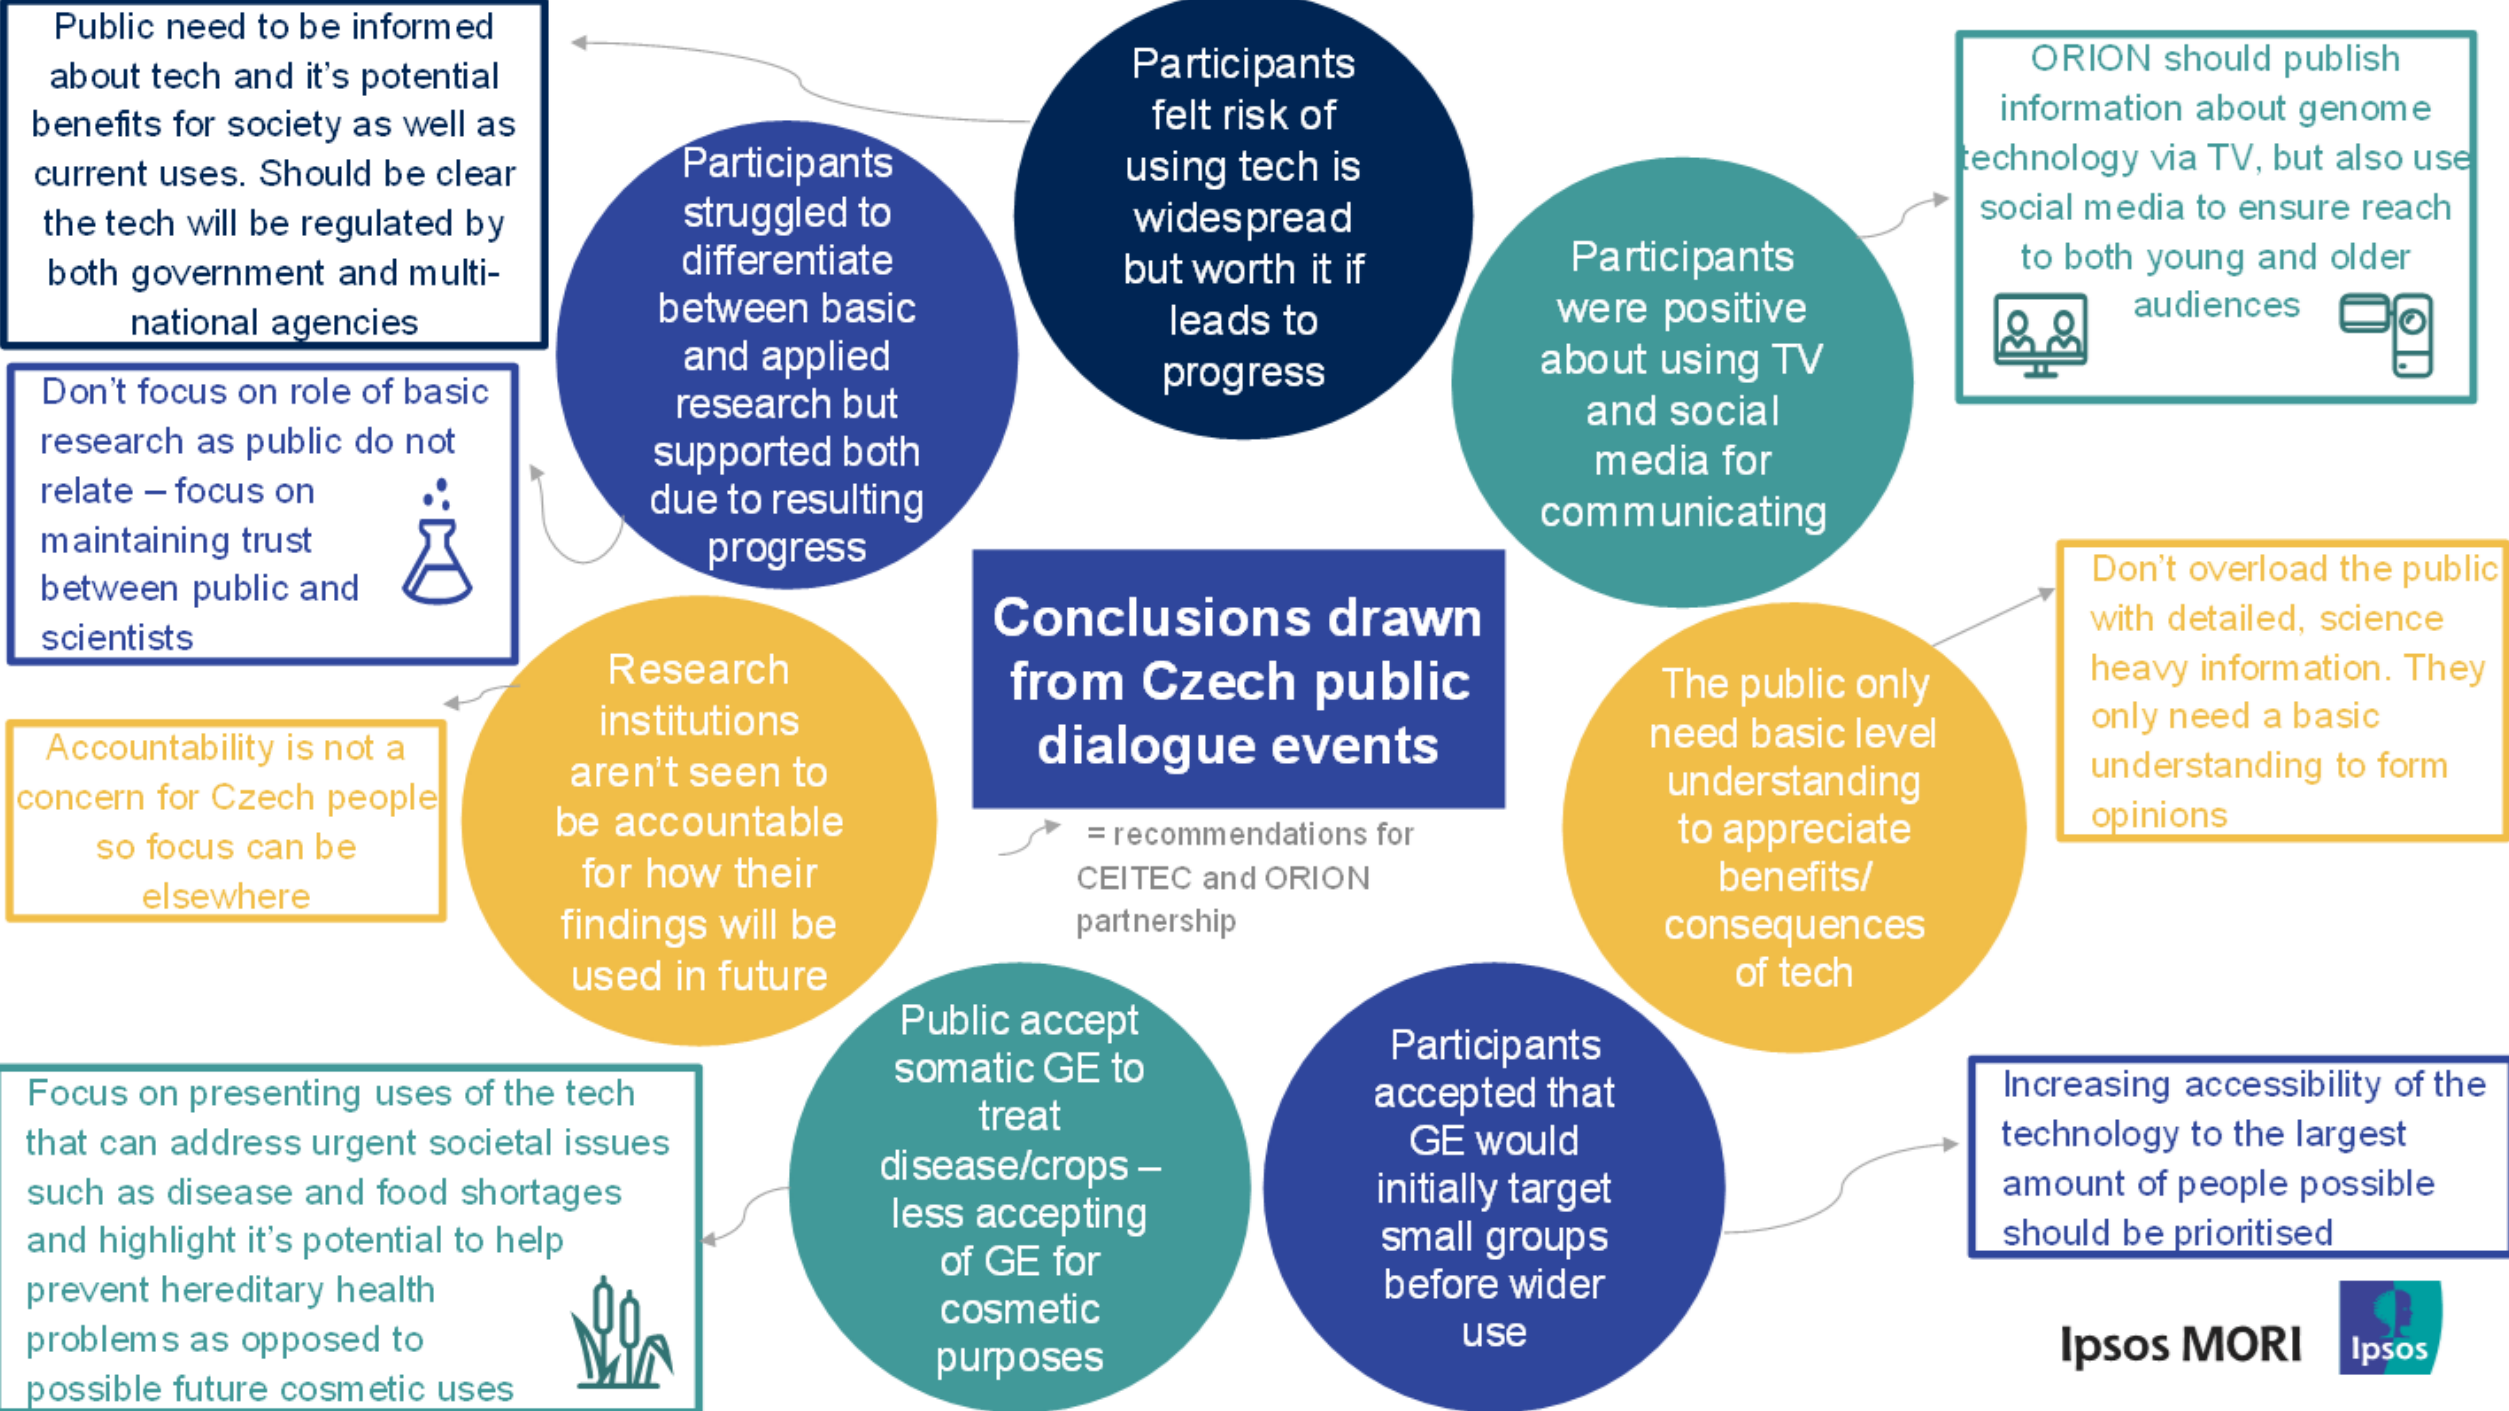 Public need to be informed
about tech and it's potential
benefits for society as well as
current uses. Should be clear
the tech will be regulated by
both government and multi-
national agencies
Participants
felt risk of
using tech is
widespread
but worth it if
leads to
progress
ORION should publish
information about genome
technology via TV, but also use
social media to ensure reach
to both young and older
audiences
Participants
struggled to
differentiate
between basic
and applied
research but
supported both
due to resulting
progress
Participants
were positive
about using TV
and social
media for
communicating
Don't focus on role of basic
research as public do not
relate – focus on
maintaining trust
between public and
scientists
Conclusions drawn
from Czech public
dialogue events
= recommendations for
CEITEC and ORION
partnership
Don't overload the public
with detailed, science
heavy information. They
only need a basic
understanding to form
opinions
Research
institutions
aren't seen to
be accountable
for how their
findings will be
used in future
The public only
need basic level
understanding
to appreciate
benefits/
consequences
of tech
Accountability is not a
concern for Czech people
so focus can be
elsewhere
Public accept
somatic GE to
treat
disease/crops –
less accepting
of GE for
cosmetic
purposes
Participants
accepted that
GE would
initially target
small groups
before wider
use
Focus on presenting uses of the tech
that can address urgent societal issues
such as disease and food shortages
and highlight it's potential to help
prevent hereditary health
problems as opposed to
possible future cosmetic uses
Increasing accessibility of the
technology to the largest
amount of people possible
should be prioritised
Ipsos MORI
Ipsos